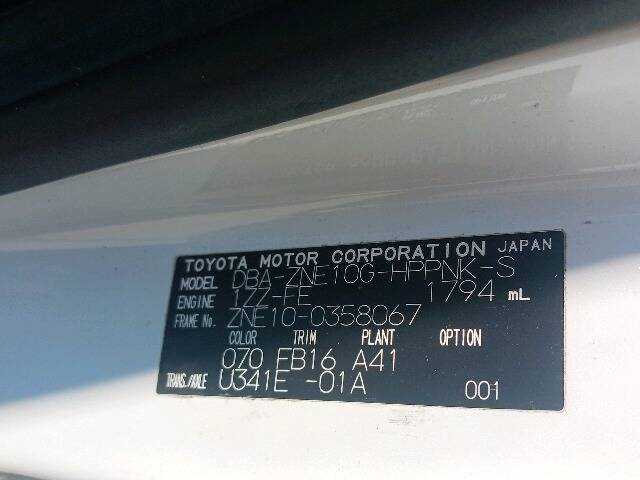 TOYOTA MOTOR CORPORATION JAPAN
MODEL DBA-ZNE10G-HPPNK-S
ENGINE 1ZZ-FE 1794 mL
FRAME No. ZNE10-0358067
COLOR TRIM PLANT OPTION
070 FB16 A41
TRANS./AXLE U341E -01A 001